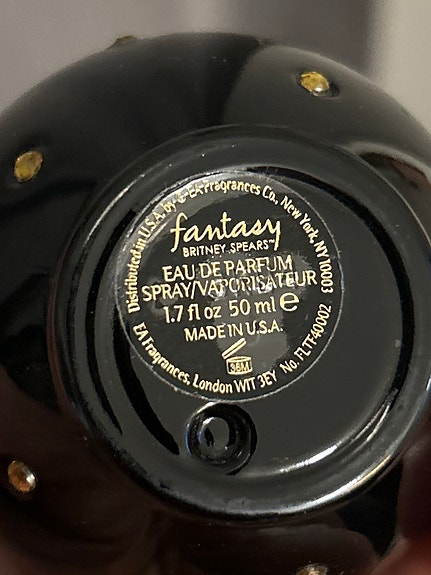 Distributed in U.S.A. by EA Fragrances Co., New York, NY 10003
fantasy
BRITNEY SPEARS™
EAU DE PARFUM
SPRAY/VAPORISATEUR
1.7 fl oz 50 ml e
MADE IN U.S.A.
36M
EA Fragrances, London W1T 3EY No. FLTF40002